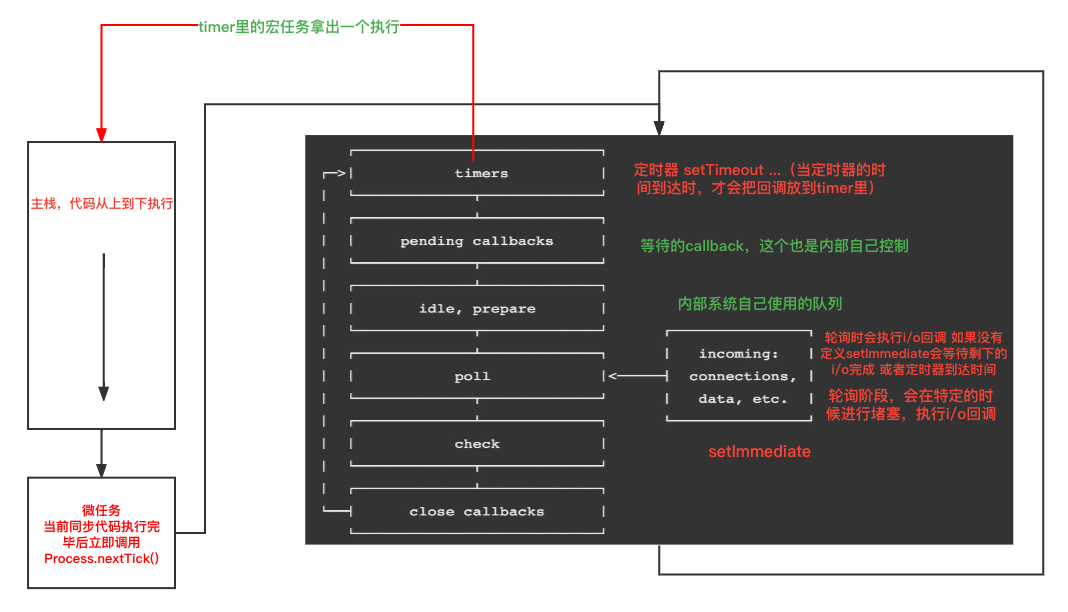 timer里的宏任务拿出一个执行
主栈，代码从上到下执行
微任务
当前同步代码执行完
毕后立即调用
Process.nextTick()
timers
定时器 setTimeout ...（当定时器的时
间到达时，才会把回调放到timer里）
pending callbacks
等待的callback，这个也是内部自己控制
idle, prepare
内部系统自己使用的队列
poll
incoming:
connections,
data, etc.
轮询时会执行i/o回调 如果没有
定义setImmediate会等待剩下的
i/o完成 或者定时器到达时间
轮询阶段，会在特定的时
候进行堵塞，执行i/o回调
check
setImmediate
close callbacks